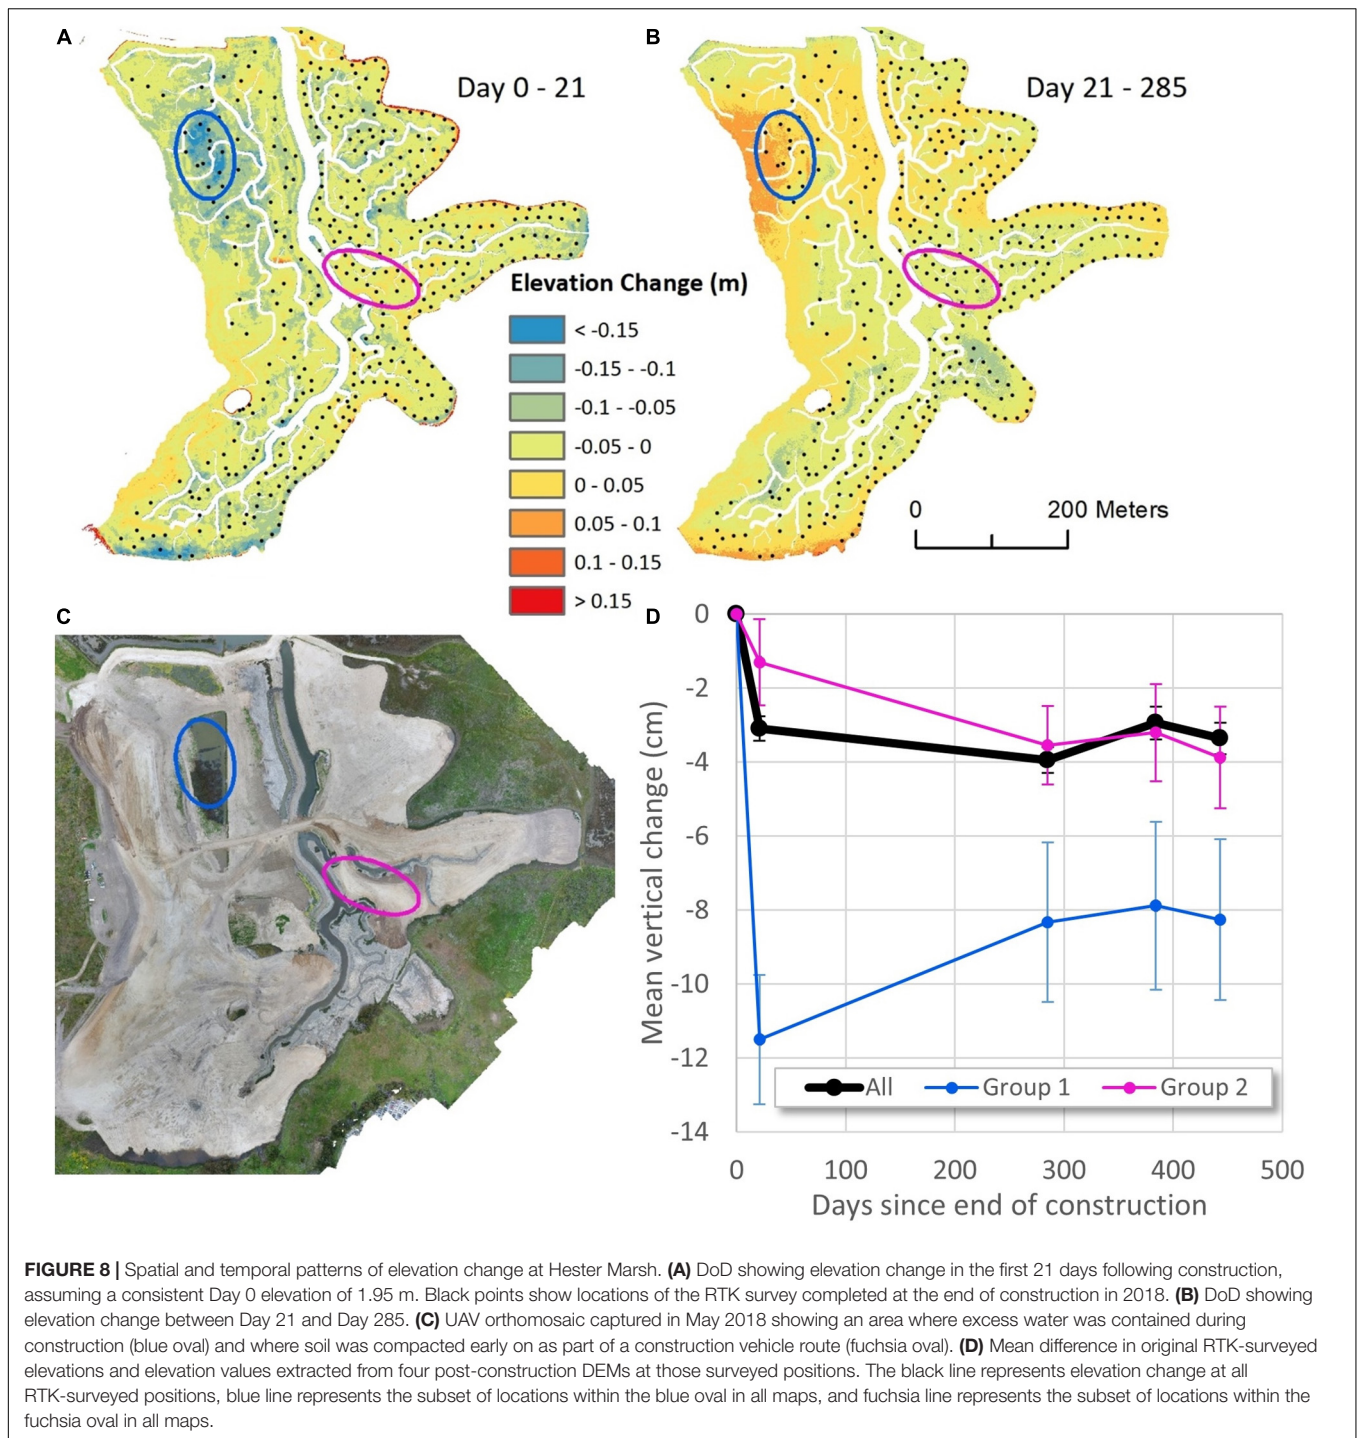 A
Day 0 - 21
B
Day 21 - 285
Elevation Change (m)
< -0.15
-0.15 - -0.1
-0.1 - -0.05
-0.05 - 0
0 - 0.05
0.05 - 0.1
0.1 - 0.15
> 0.15
0 200 Meters
C
D
Mean vertical change (cm)
0
-2
-4
-6
-8
-10
-12
-14
All Group 1 Group 2
0 100 200 300 400 500
Days since end of construction
FIGURE 8 | Spatial and temporal patterns of elevation change at Hester Marsh. (A) DoD showing elevation change in the first 21 days following construction,
assuming a consistent Day 0 elevation of 1.95 m. Black points show locations of the RTK survey completed at the end of construction in 2018. (B) DoD showing
elevation change between Day 21 and Day 285. (C) UAV orthomosaic captured in May 2018 showing an area where excess water was contained during
construction (blue oval) and where soil was compacted early on as part of a construction vehicle route (fuchsia oval). (D) Mean difference in original RTK-surveyed
elevations and elevation values extracted from four post-construction DEMs at those surveyed positions. The black line represents elevation change at all
RTK-surveyed positions, blue line represents the subset of locations within the blue oval in all maps, and fuchsia line represents the subset of locations within the
fuchsia oval in all maps.